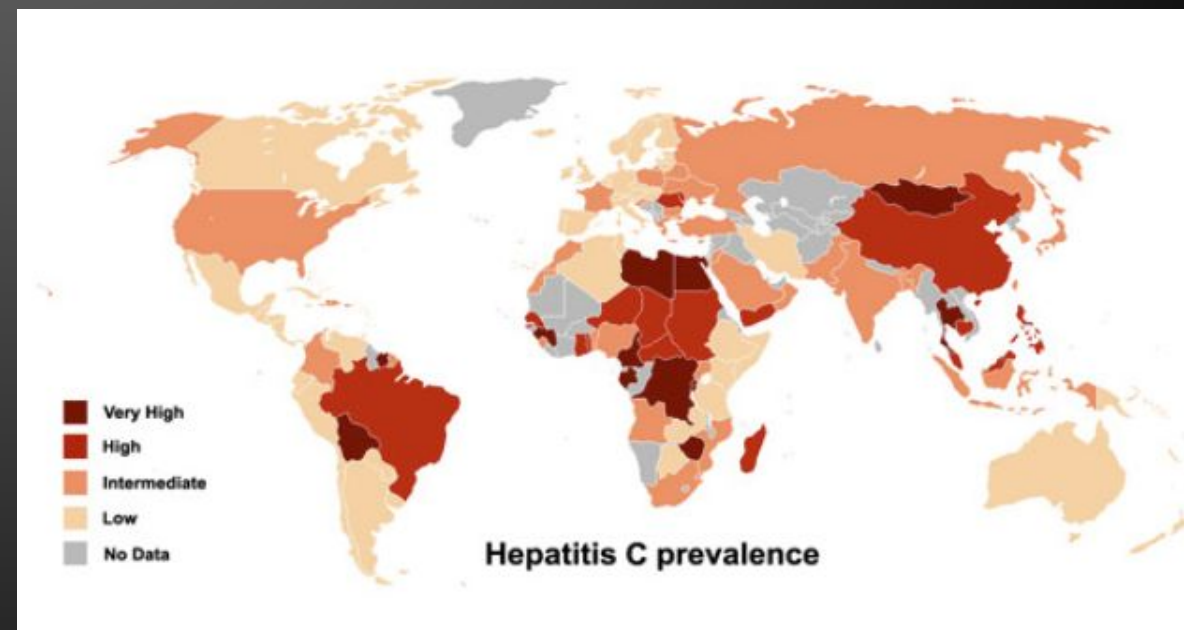 Very High
High
Intermediate
Low
No Data
Hepatitis C prevalence